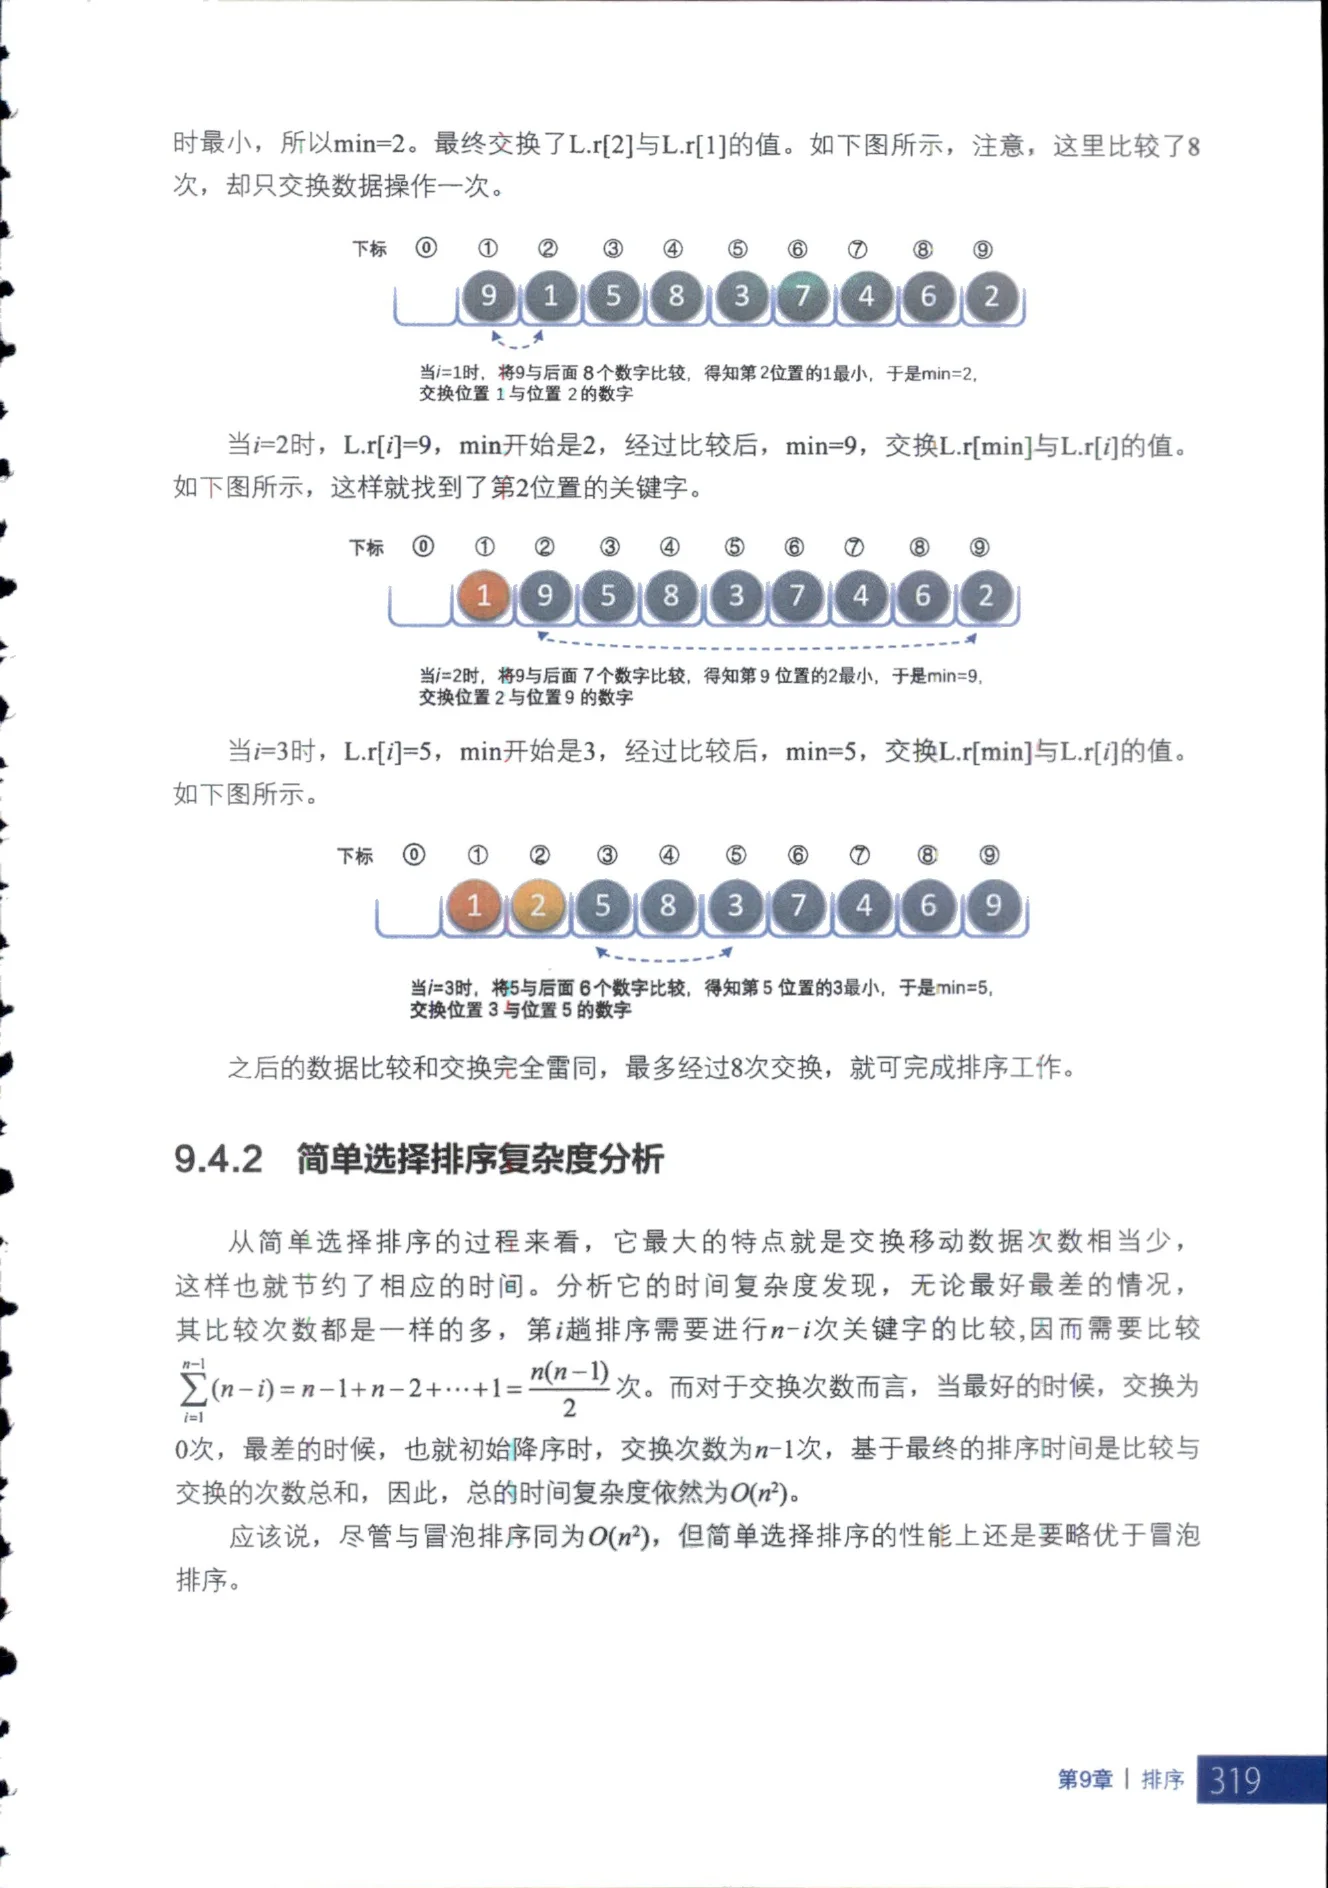 时最小，所以min=2。最终交换了L.r[2]与L.r[1]的值。如下图所示，注意，这里比较了8
次，却只交换数据操作一次。
下标 ⓪ ① ② ③ ④ ⑤ ⑥ ⑦ ⑧ ⑨
9 1 5 8 3 7 4 6 2
当i=1时，将9与后面 8个数字比较，得知第2位置的1最小，于是min=2，
交换位置 1与位置 2的数字
当i=2时，L.r[i]=9，min开始是2，经过比较后，min=9，交换L.r[min]与L.r[i]的值。
如下图所示，这样就找到了第2位置的关键字。
下标 ⓪ ① ② ③ ④ ⑤ ⑥ ⑦ ⑧ ⑨
1 9 5 8 3 7 4 6 2
当i=2时，将9与后面 7个数字比较，得知第9 位置的2最小，于是min=9，
交换位置 2与位置9 的数字
当i=3时，L.r[i]=5，min开始是3，经过比较后，min=5，交换L.r[min]与L.r[i]的值。
如下图所示。
下标 ⓪ ① ② ③ ④ ⑤ ⑥ ⑦ ⑧ ⑨
1 2 5 8 3 7 4 6 9
当i=3时，将5与后面 6个数字比较，得知第5 位置的3最小，于是min=5，
交换位置 3与位置 5 的数字
之后的数据比较和交换完全雷同，最多经过8次交换，就可完成排序工作。
9.4.2 简单选择排序复杂度分析
从简单选择排序的过程来看，它最大的特点就是交换移动数据次数相当少，
这样也就节约了相应的时间。分析它的时间复杂度发现，无论最好最差的情况，
其比较次数都是一样的多，第i趟排序需要进行n-i次关键字的比较,因而需要比较
$\sum_{i=1}^{n-1}(n-i)=n-1+n-2+\cdots+1=\frac{n(n-1)}{2}$次。而对于交换次数而言，当最好的时候，交换为
0次，最差的时候，也就初始降序时，交换次数为n-1次，基于最终的排序时间是比较与
交换的次数总和，因此，总的时间复杂度依然为O(n²)。
应该说，尽管与冒泡排序同为O(n²)，但简单选择排序的性能上还是要略优于冒泡
排序。
第9章 | 排序 319